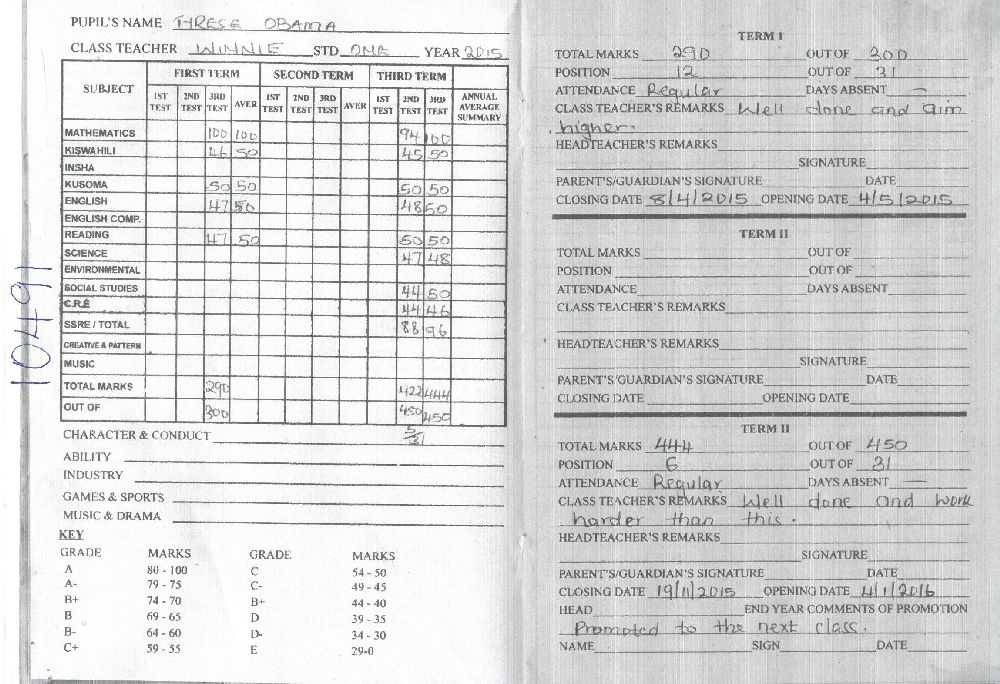 PUPIL'S NAME THRESE OBAMA
CLASS TEACHER WINNIE STD ONE YEAR 2015
SUBJECT FIRST TERM SECOND TERM THIRD TERM
1ST TEST 2ND TEST 3RD TEST AVER 1ST TEST 2ND TEST 3RD TEST AVER 1ST TEST 2ND TEST 3RD TEST ANNUAL AVERAGE SUMMARY
MATHEMATICS 100 100 94 100
KISWAHILI 46 50 45 50
INSHA
KUSOMA 50 50 50 50
ENGLISH 47 50 48 50
ENGLISH COMP.
READING 47 50 50 50
SCIENCE 47 48
ENVIRONMENTAL
SOCIAL STUDIES 44 50
C.R.E 44 46
SSRE / TOTAL 88 96
CREATIVE & PATTERN
MUSIC
TOTAL MARKS 290 422 444
OUT OF 300 450 450
CHARACTER & CONDUCT 5/31
ABILITY
INDUSTRY
GAMES & SPORTS
MUSIC & DRAMA
KEY
GRADE MARKS GRADE MARKS
A 80 - 100 C 54 - 50
A- 79 - 75 C- 49 - 45
B+ 74 - 70 B+ 44 - 40
B 69 - 65 D 39 - 35
B- 64 - 60 D- 34 - 30
C+ 59 - 55 E 29-0
10491
TERM I
TOTAL MARKS 290 OUT OF 300
POSITION 12 OUT OF 31
ATTENDANCE Regular DAYS ABSENT —
CLASS TEACHER'S REMARKS Well done and aim
higher.
HEADTEACHER'S REMARKS
SIGNATURE
PARENT'S/GUARDIAN'S SIGNATURE DATE
CLOSING DATE 8/4/2015 OPENING DATE 4/5/2015
TERM II
TOTAL MARKS OUT OF
POSITION OUT OF
ATTENDANCE DAYS ABSENT
CLASS TEACHER'S REMARKS
HEADTEACHER'S REMARKS
SIGNATURE
PARENT'S/GUARDIAN'S SIGNATURE DATE
CLOSING DATE OPENING DATE
TERM II
TOTAL MARKS 444 OUT OF 450
POSITION 6 OUT OF 31
ATTENDANCE Regular DAYS ABSENT —
CLASS TEACHER'S REMARKS Well done and work
harder than this.
HEADTEACHER'S REMARKS
SIGNATURE
PARENT'S/GUARDIAN'S SIGNATURE DATE
CLOSING DATE 19/11/2015 OPENING DATE 4/1/2016
HEAD END YEAR COMMENTS OF PROMOTION
Promoted to the next class.
NAME SIGN DATE